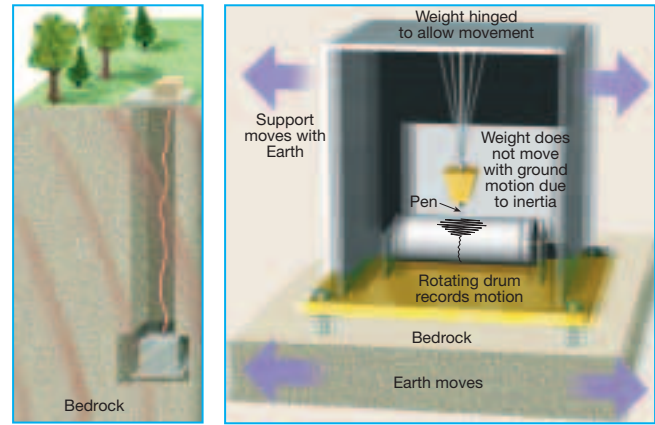 Bedrock
Weight hinged
to allow movement
Support
moves with
Earth
Weight does
not move
with ground
motion due
to inertia
Pen
Rotating drum
records motion
Bedrock
Earth moves